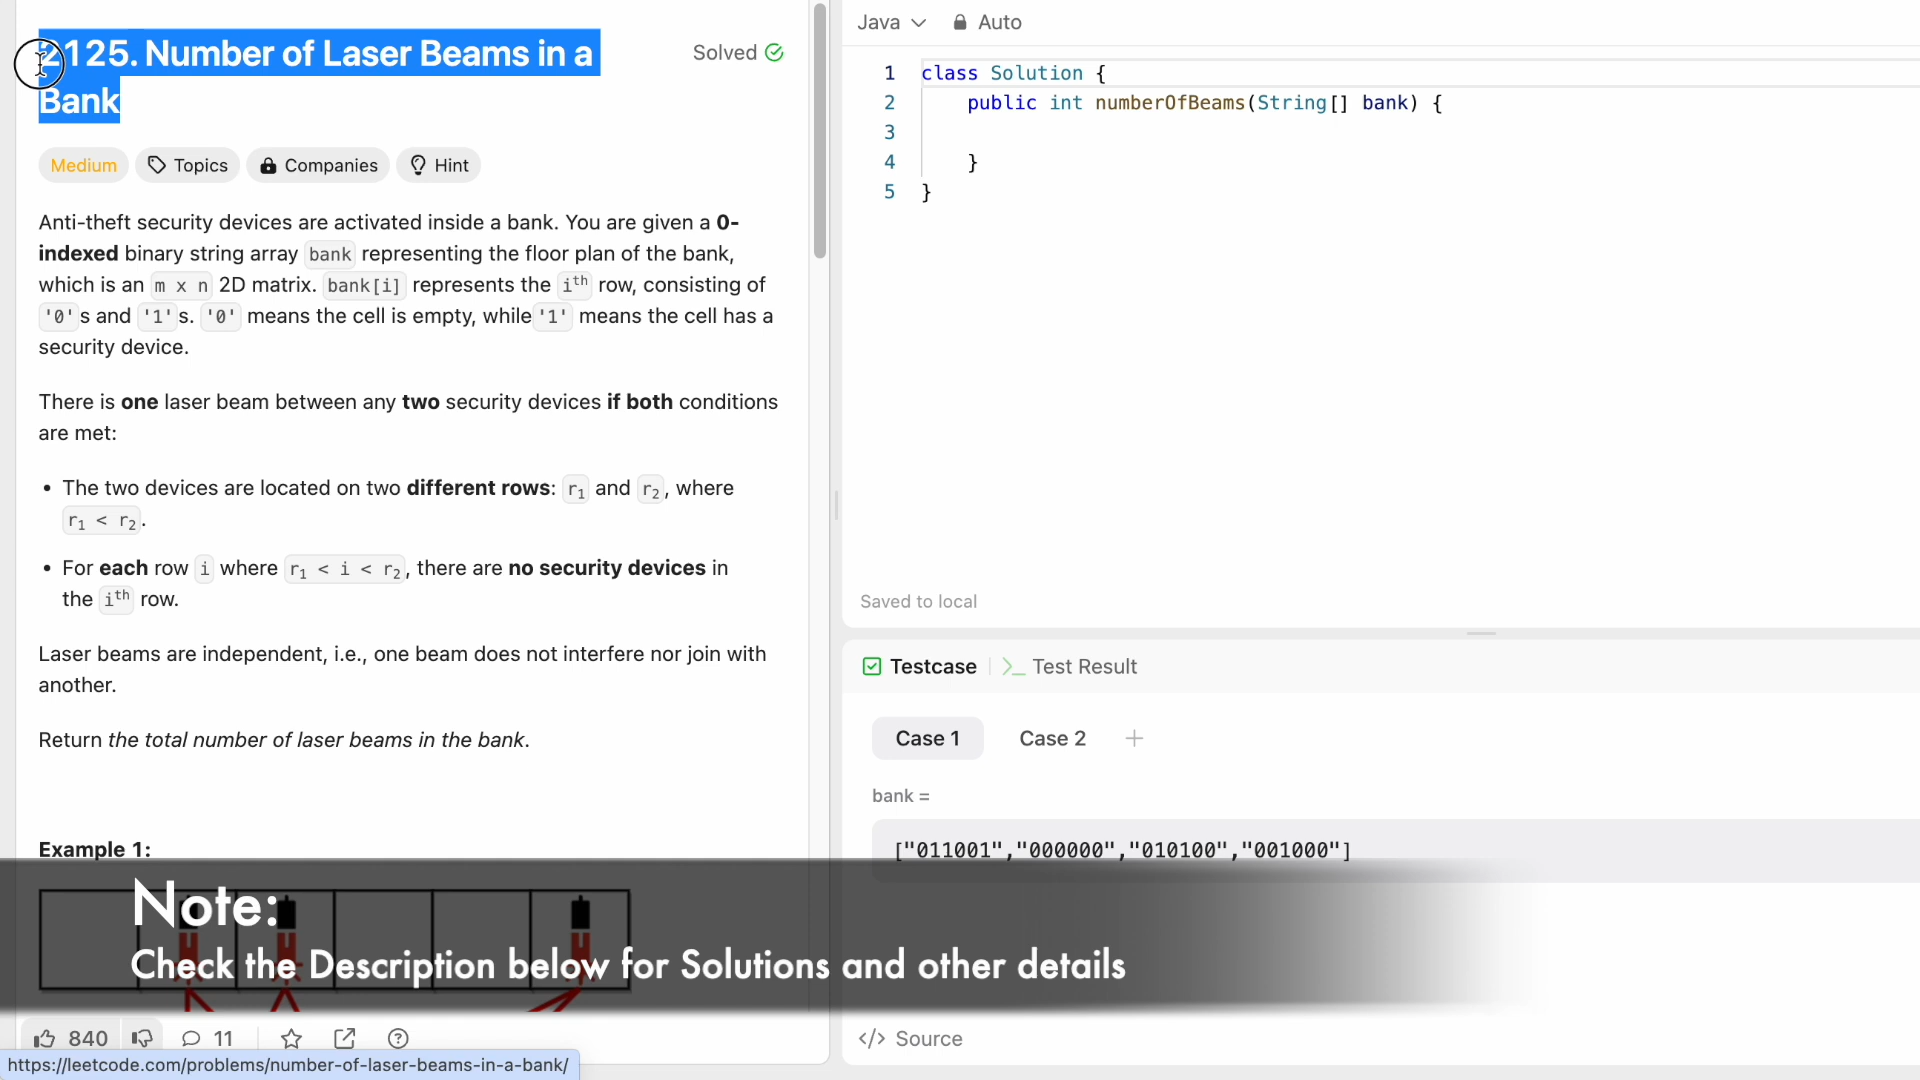 2125. Number of Laser Beams in a
Bank
Solved
Medium
Topics
Companies
Hint
Anti-theft security devices are activated inside a bank. You are given a 0-
indexed binary string array bank representing the floor plan of the bank,
which is an m x n 2D matrix. bank[i] represents the iᵗʰ row, consisting of
'0's and '1's. '0' means the cell is empty, while '1' means the cell has a
security device.
There is one laser beam between any two security devices if both conditions
are met:
• The two devices are located on two different rows: r₁ and r₂, where
r₁ < r₂.
• For each row i where r₁ < i < r₂, there are no security devices in
the iᵗʰ row.
Laser beams are independent, i.e., one beam does not interfere nor join with
another.
Return the total number of laser beams in the bank.
Example 1:
840
11
https://leetcode.com/problems/number-of-laser-beams-in-a-bank/
Java
Auto
1 class Solution {
2 public int numberOfBeams(String[] bank) {
3
4 }
5 }
Saved to local
Testcase
Test Result
Case 1
Case 2
+
bank =
["011001","000000","010100","001000"]
</> Source
Note:
Check the Description below for Solutions and other details